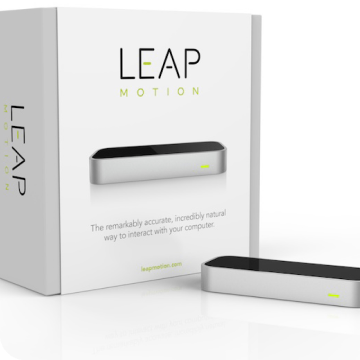 LEAP
MOTION
LEAP
MOTION
The remarkably accurate, incredibly natural
way to interact with your computer.
leapmotion.com